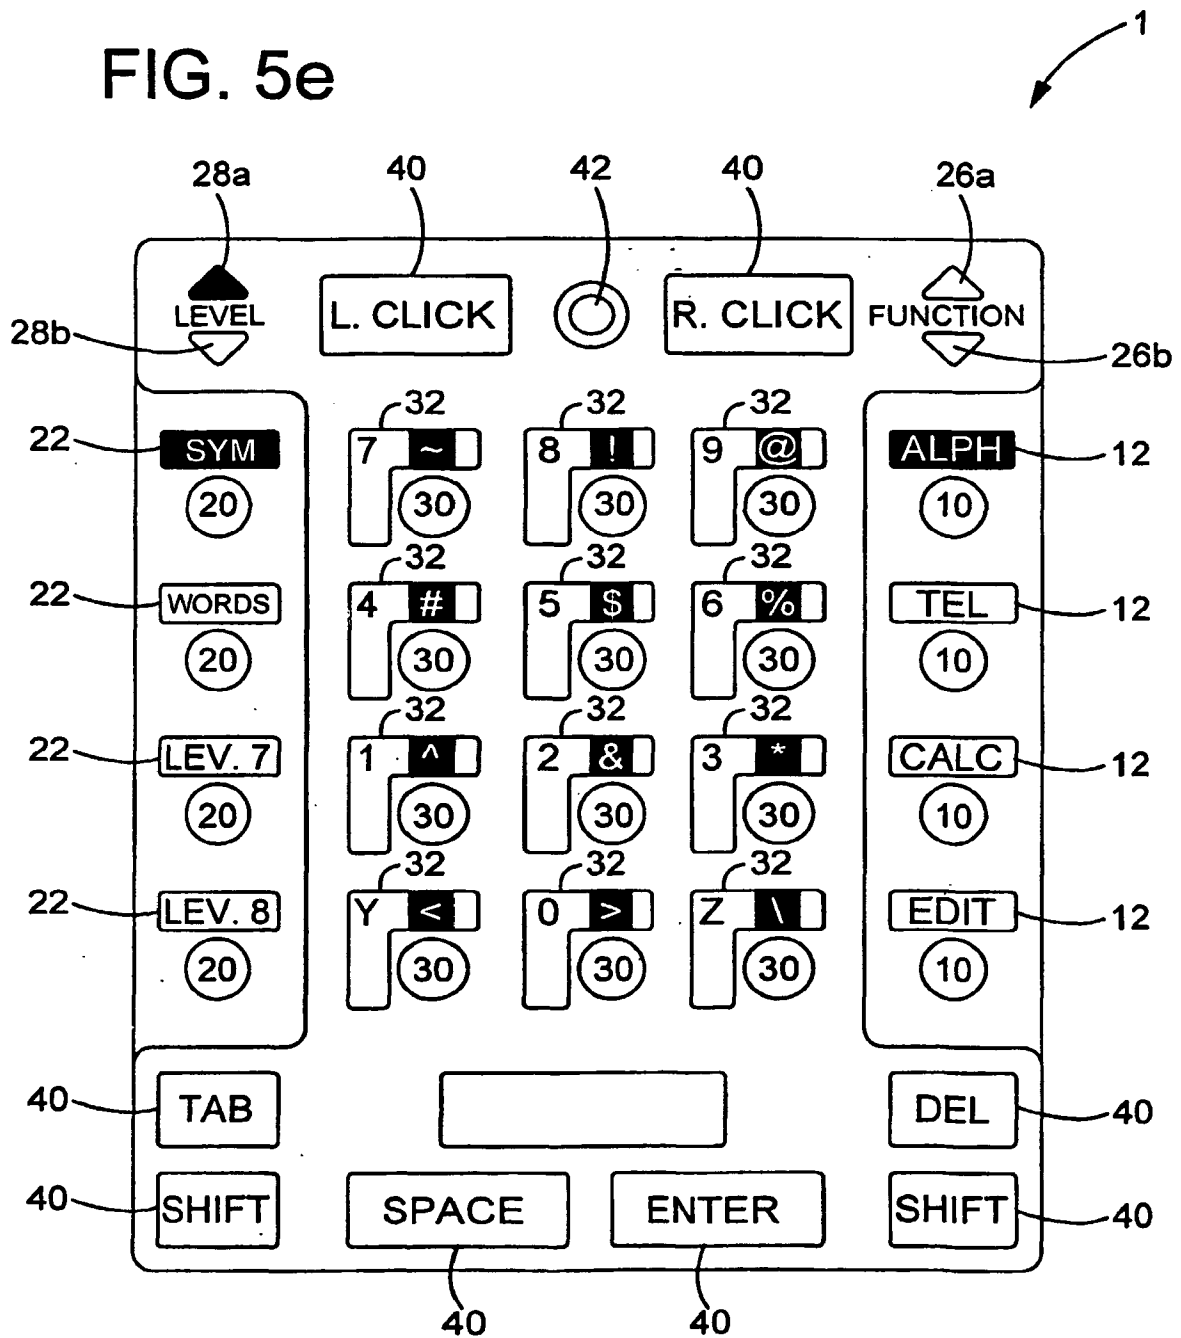 1
FIG. 5e
28a 40 42 40 26a
LEVEL L. CLICK R. CLICK FUNCTION
28b 26b
32 32 32
22 SYM 7 ~ 8 ! 9 @ ALPH 12
20 30 30 30 10
32 32 32
22 WORDS 4 # 5 $ 6 % TEL 12
20 30 30 30 10
32 32 32
22 LEV. 7 1 ^ 2 & 3 * CALC 12
20 30 30 30 10
32 32 32
22 LEV. 8 Y < 0 > Z \ EDIT 12
20 30 30 30 10
40 TAB DEL 40
40 SHIFT SPACE ENTER SHIFT 40
40 40